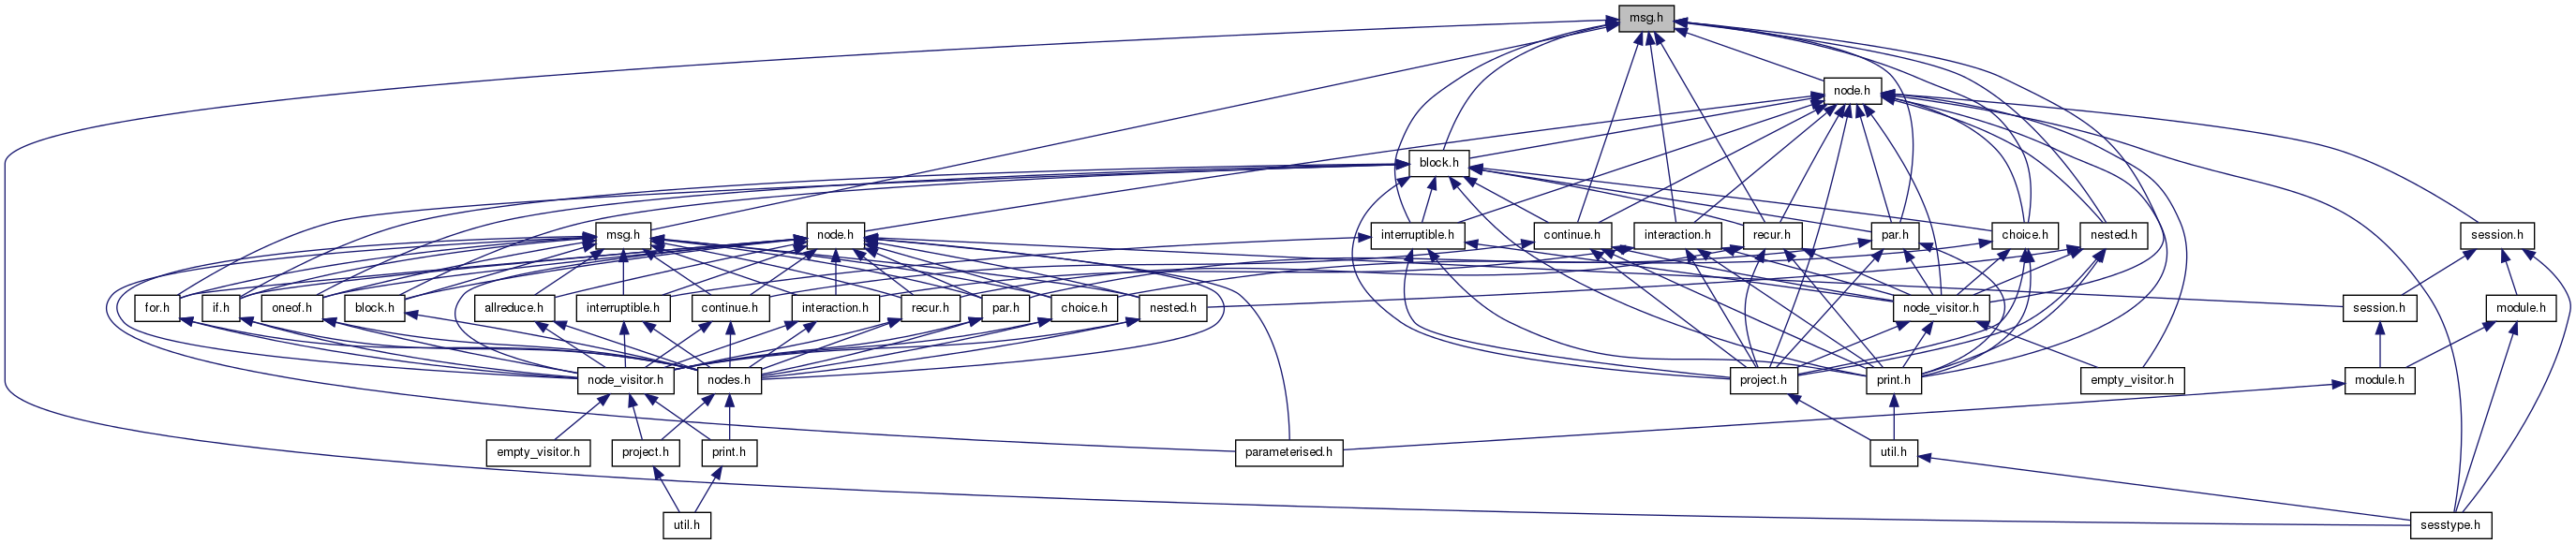 msg.h
node.h
block.h
msg.h
node.h
interruptible.h
continue.h
interaction.h
recur.h
par.h
choice.h
nested.h
session.h
for.h
if.h
oneof.h
block.h
allreduce.h
interruptible.h
continue.h
interaction.h
recur.h
par.h
choice.h
nested.h
node_visitor.h
session.h
module.h
node_visitor.h
nodes.h
project.h
print.h
empty_visitor.h
module.h
empty_visitor.h
project.h
print.h
parameterised.h
util.h
util.h
sesstype.h